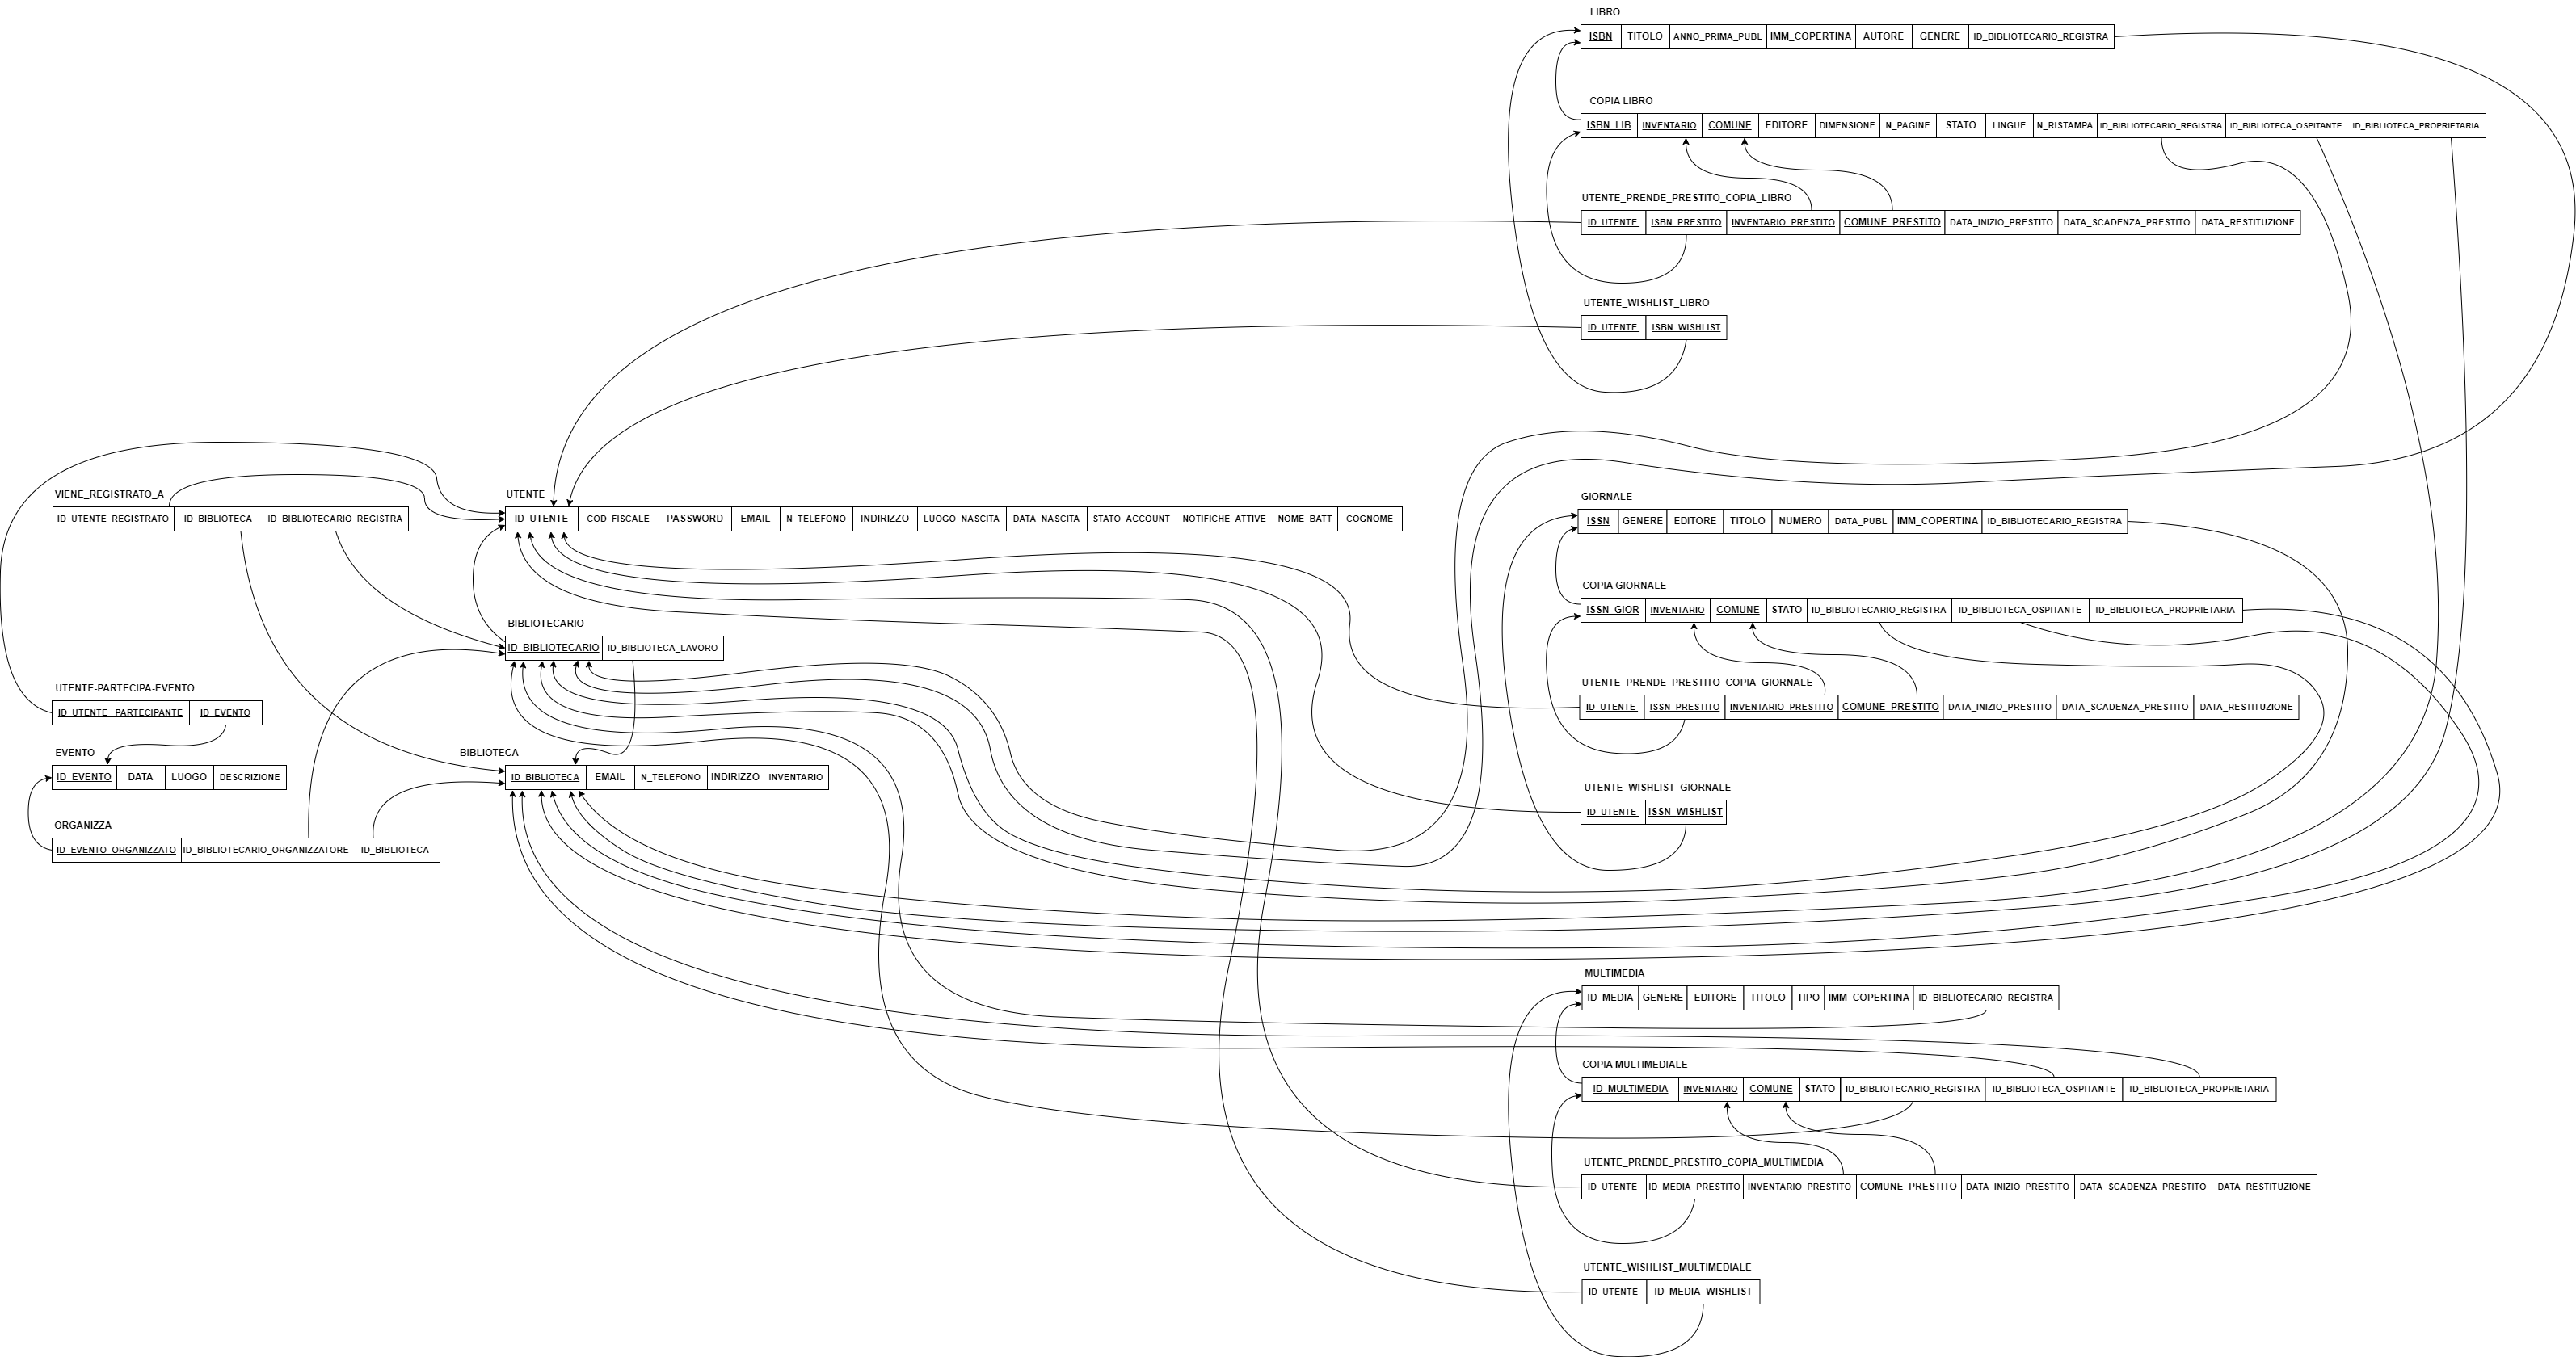 LIBRO
ISBN TITOLO ANNO_PRIMA_PUBL IMM_COPERTINA AUTORE GENERE ID_BIBLIOTECARIO_REGISTRA
COPIA LIBRO
ISBN_LIB INVENTARIO COMUNE EDITORE DIMENSIONE N_PAGINE STATO LINGUE N_RISTAMPA ID_BIBLIOTECARIO_REGISTRA ID_BIBLIOTECA_OSPITANTE ID_BIBLIOTECA_PROPRIETARIA
UTENTE_PRENDE_PRESTITO_COPIA_LIBRO
ID_UTENTE ISBN_PRESTITO INVENTARIO_PRESTITO COMUNE_PRESTITO DATA_INIZIO_PRESTITO DATA_SCADENZA_PRESTITO DATA_RESTITUZIONE
UTENTE_WISHLIST_LIBRO
ID_UTENTE ISBN_WISHLIST
VIENE_REGISTRATO_A
ID_UTENTE_REGISTRATO ID_BIBLIOTECA ID_BIBLIOTECARIO_REGISTRA
UTENTE
ID_UTENTE COD_FISCALE PASSWORD EMAIL N_TELEFONO INDIRIZZO LUOGO_NASCITA DATA_NASCITA STATO_ACCOUNT NOTIFICHE_ATTIVE NOME_BATT COGNOME
GIORNALE
ISSN GENERE EDITORE TITOLO NUMERO DATA_PUBL IMM_COPERTINA ID_BIBLIOTECARIO_REGISTRA
COPIA GIORNALE
ISSN_GIOR INVENTARIO COMUNE STATO ID_BIBLIOTECARIO_REGISTRA ID_BIBLIOTECA_OSPITANTE ID_BIBLIOTECA_PROPRIETARIA
BIBLIOTECARIO
ID_BIBLIOTECARIO ID_BIBLIOTECA_LAVORO
UTENTE-PARTECIPA-EVENTO
ID_UTENTE_PARTECIPANTE ID_EVENTO
UTENTE_PRENDE_PRESTITO_COPIA_GIORNALE
ID_UTENTE ISSN_PRESTITO INVENTARIO_PRESTITO COMUNE_PRESTITO DATA_INIZIO_PRESTITO DATA_SCADENZA_PRESTITO DATA_RESTITUZIONE
EVENTO
ID_EVENTO DATA LUOGO DESCRIZIONE
BIBLIOTECA
ID_BIBLIOTECA EMAIL N_TELEFONO INDIRIZZO INVENTARIO
UTENTE_WISHLIST_GIORNALE
ID_UTENTE ISSN_WISHLIST
ORGANIZZA
ID_EVENTO_ORGANIZZATO ID_BIBLIOTECARIO_ORGANIZZATORE ID_BIBLIOTECA
MULTIMEDIA
ID_MEDIA GENERE EDITORE TITOLO TIPO IMM_COPERTINA ID_BIBLIOTECARIO_REGISTRA
COPIA MULTIMEDIALE
ID_MULTIMEDIA INVENTARIO COMUNE STATO ID_BIBLIOTECARIO_REGISTRA ID_BIBLIOTECA_OSPITANTE ID_BIBLIOTECA_PROPRIETARIA
UTENTE_PRENDE_PRESTITO_COPIA_MULTIMEDIA
ID_UTENTE ID_MEDIA_PRESTITO INVENTARIO_PRESTITO COMUNE_PRESTITO DATA_INIZIO_PRESTITO DATA_SCADENZA_PRESTITO DATA_RESTITUZIONE
UTENTE_WISHLIST_MULTIMEDIALE
ID_UTENTE ID_MEDIA_WISHLIST